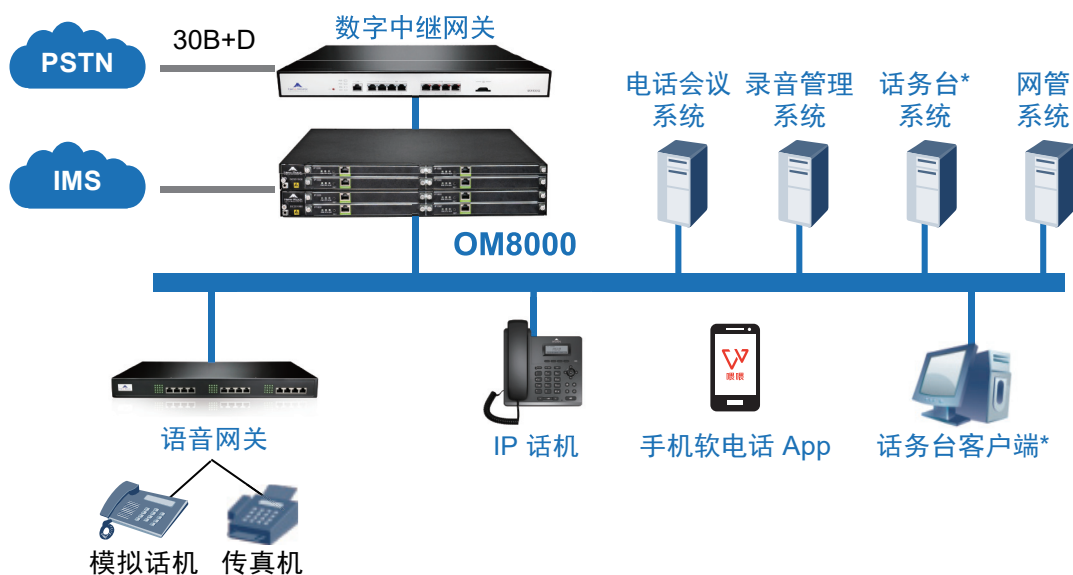 数字中继网关
30B+D
PSTN
电话会议
系统
录音管理
系统
话务台*
系统
网管
系统
IMS
OM8000
喂喂
语音网关
IP 话机
手机软电话 App
话务台客户端*
模拟话机
传真机